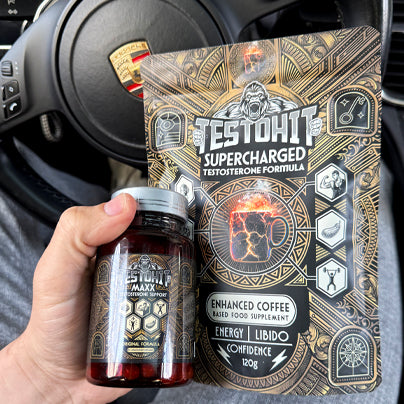 PORSCHE
TESTOHIT
SUPERCHARGED
TESTOSTERONE FORMULA
ENHANCED COFFEE
BASED FOOD SUPPLEMENT
ENERGY | LIBIDO
CONFIDENCE
120g
TESTOHIT
MAXX
TESTOSTERONE SUPPORT
ORIGINAL FORMULA